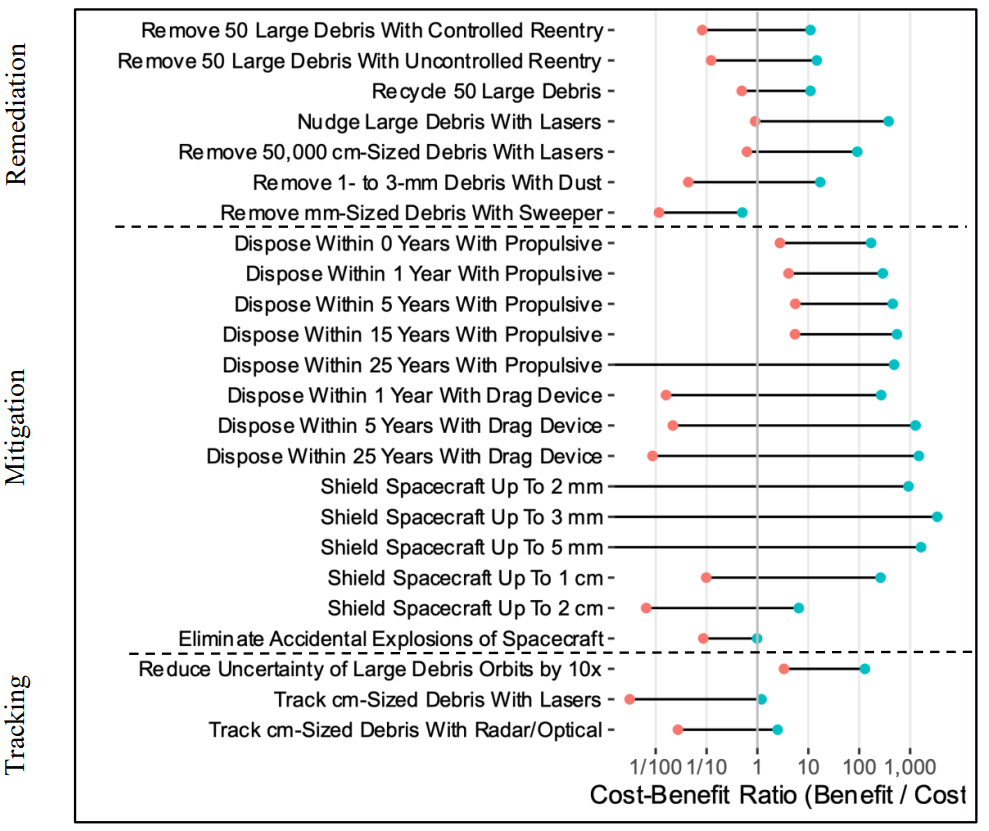 Remediation
Remove 50 Large Debris With Controlled Reentry
Remove 50 Large Debris With Uncontrolled Reentry
Recycle 50 Large Debris
Nudge Large Debris With Lasers
Remove 50,000 cm-Sized Debris With Lasers
Remove 1- to 3-mm Debris With Dust
Remove mm-Sized Debris With Sweeper
Mitigation
Dispose Within 0 Years With Propulsive
Dispose Within 1 Year With Propulsive
Dispose Within 5 Years With Propulsive
Dispose Within 15 Years With Propulsive
Dispose Within 25 Years With Propulsive
Dispose Within 1 Year With Drag Device
Dispose Within 5 Years With Drag Device
Dispose Within 25 Years With Drag Device
Shield Spacecraft Up To 2 mm
Shield Spacecraft Up To 3 mm
Shield Spacecraft Up To 5 mm
Shield Spacecraft Up To 1 cm
Shield Spacecraft Up To 2 cm
Eliminate Accidental Explosions of Spacecraft
Tracking
Reduce Uncertainty of Large Debris Orbits by 10x
Track cm-Sized Debris With Lasers
Track cm-Sized Debris With Radar/Optical
1/100 1/10 1 10 100 1,000
Cost-Benefit Ratio (Benefit / Cost